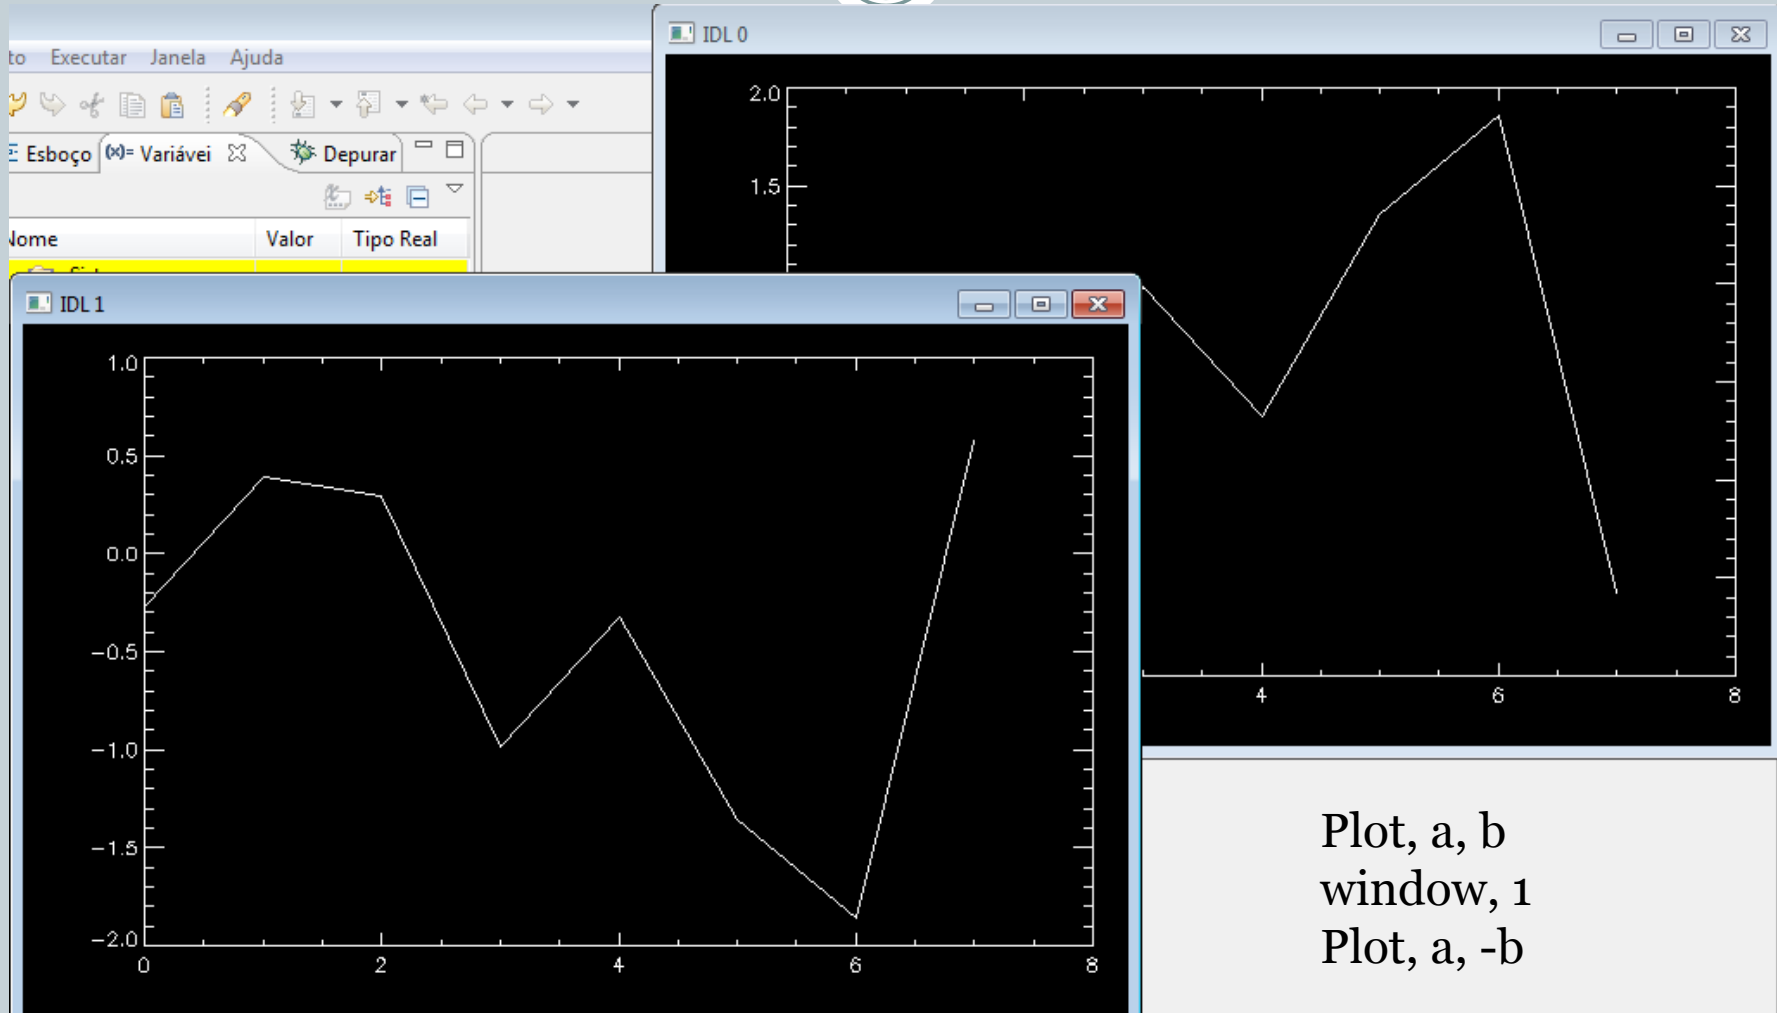 IDL 0
to Executar Janela Ajuda
Esboço (x)= Variávei Depurar
Nome Valor Tipo Real
2.0
1.5
4 6 8
IDL 1
1.0
0.5
0.0
−0.5
−1.0
−1.5
−2.0
0 2 4 6 8
Plot, a, b
window, 1
Plot, a, -b